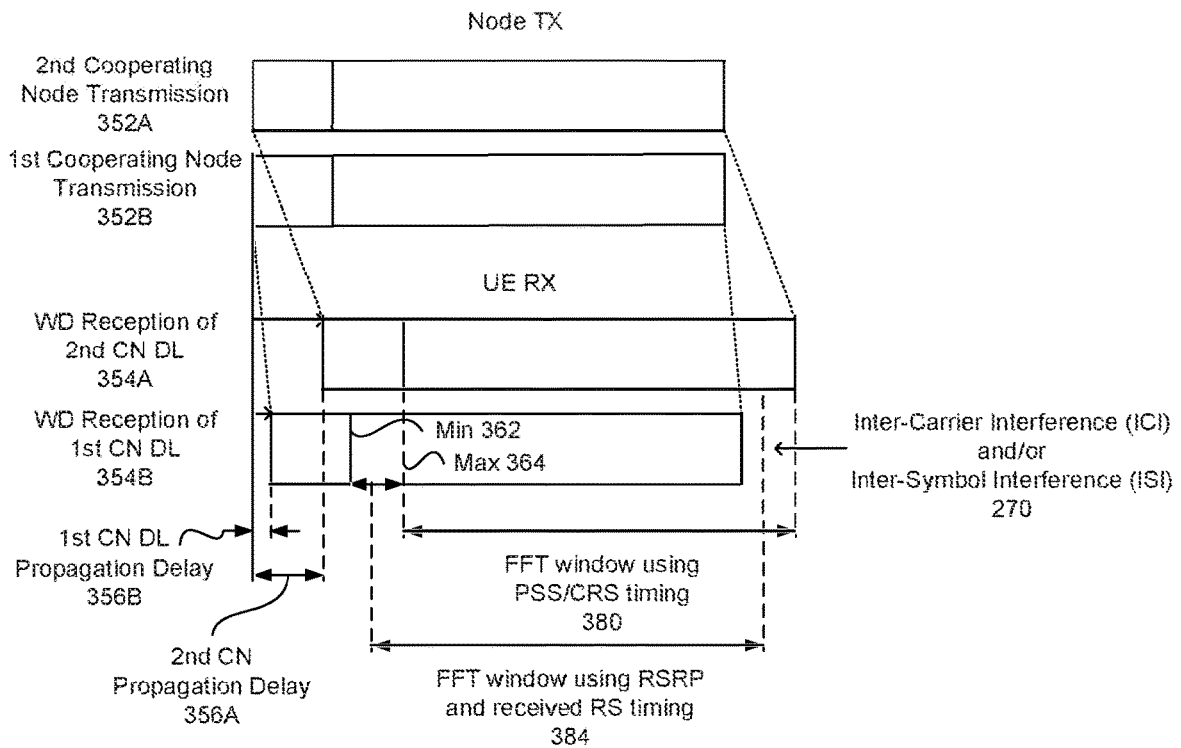 Node TX
2nd Cooperating
Node Transmission
352A
1st Cooperating Node
Transmission
352B
UE RX
WD Reception of
2nd CN DL
354A
WD Reception of
1st CN DL
354B
Min 362
Max 364
Inter-Carrier Interference (ICI)
and/or
Inter-Symbol Interference (ISI)
270
1st CN DL
Propagation Delay
356B
FFT window using
PSS/CRS timing
380
2nd CN
Propagation Delay
356A
FFT window using RSRP
and received RS timing
384